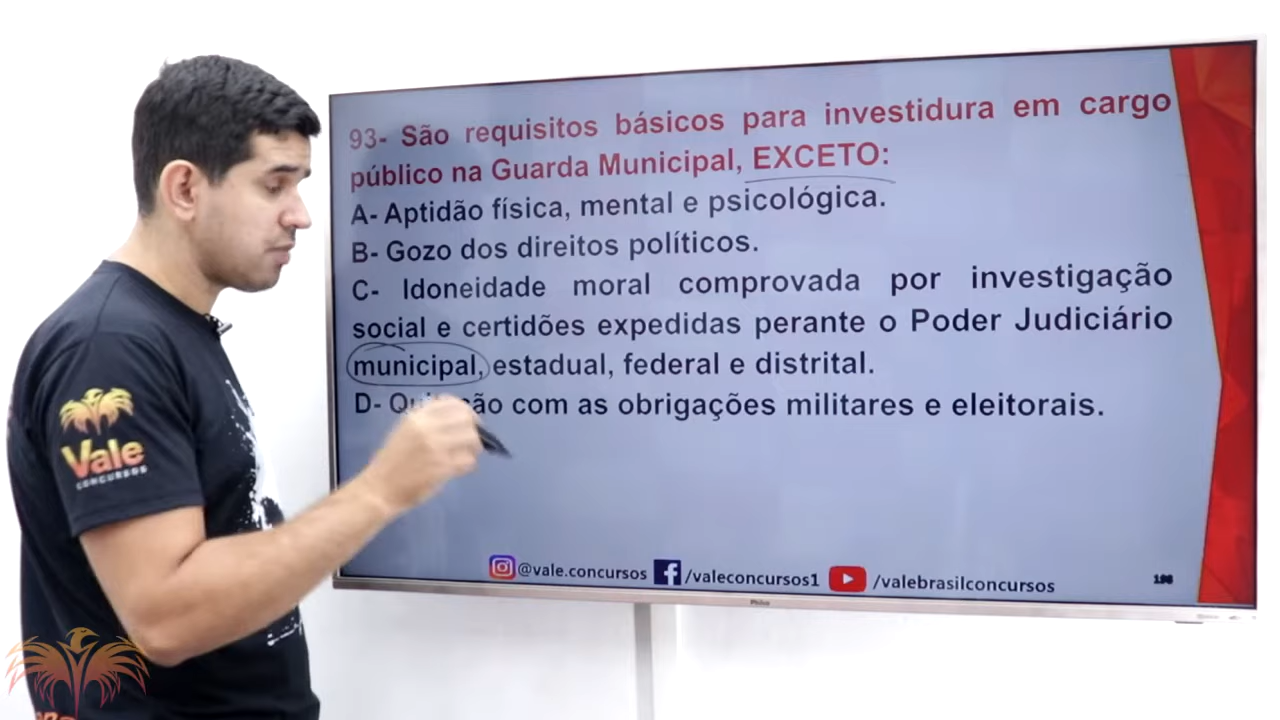 93- São requisitos básicos para investidura em cargo
público na Guarda Municipal, EXCETO:
A- Aptidão física, mental e psicológica.
B- Gozo dos direitos políticos.
C- Idoneidade moral comprovada por investigação
social e certidões expedidas perante o Poder Judiciário
municipal, estadual, federal e distrital.
com as obrigações militares e eleitorais.
@vale.concursos /valeconcursos1 /valebrasilconcursos
Philco
Vale
CONCURSOS